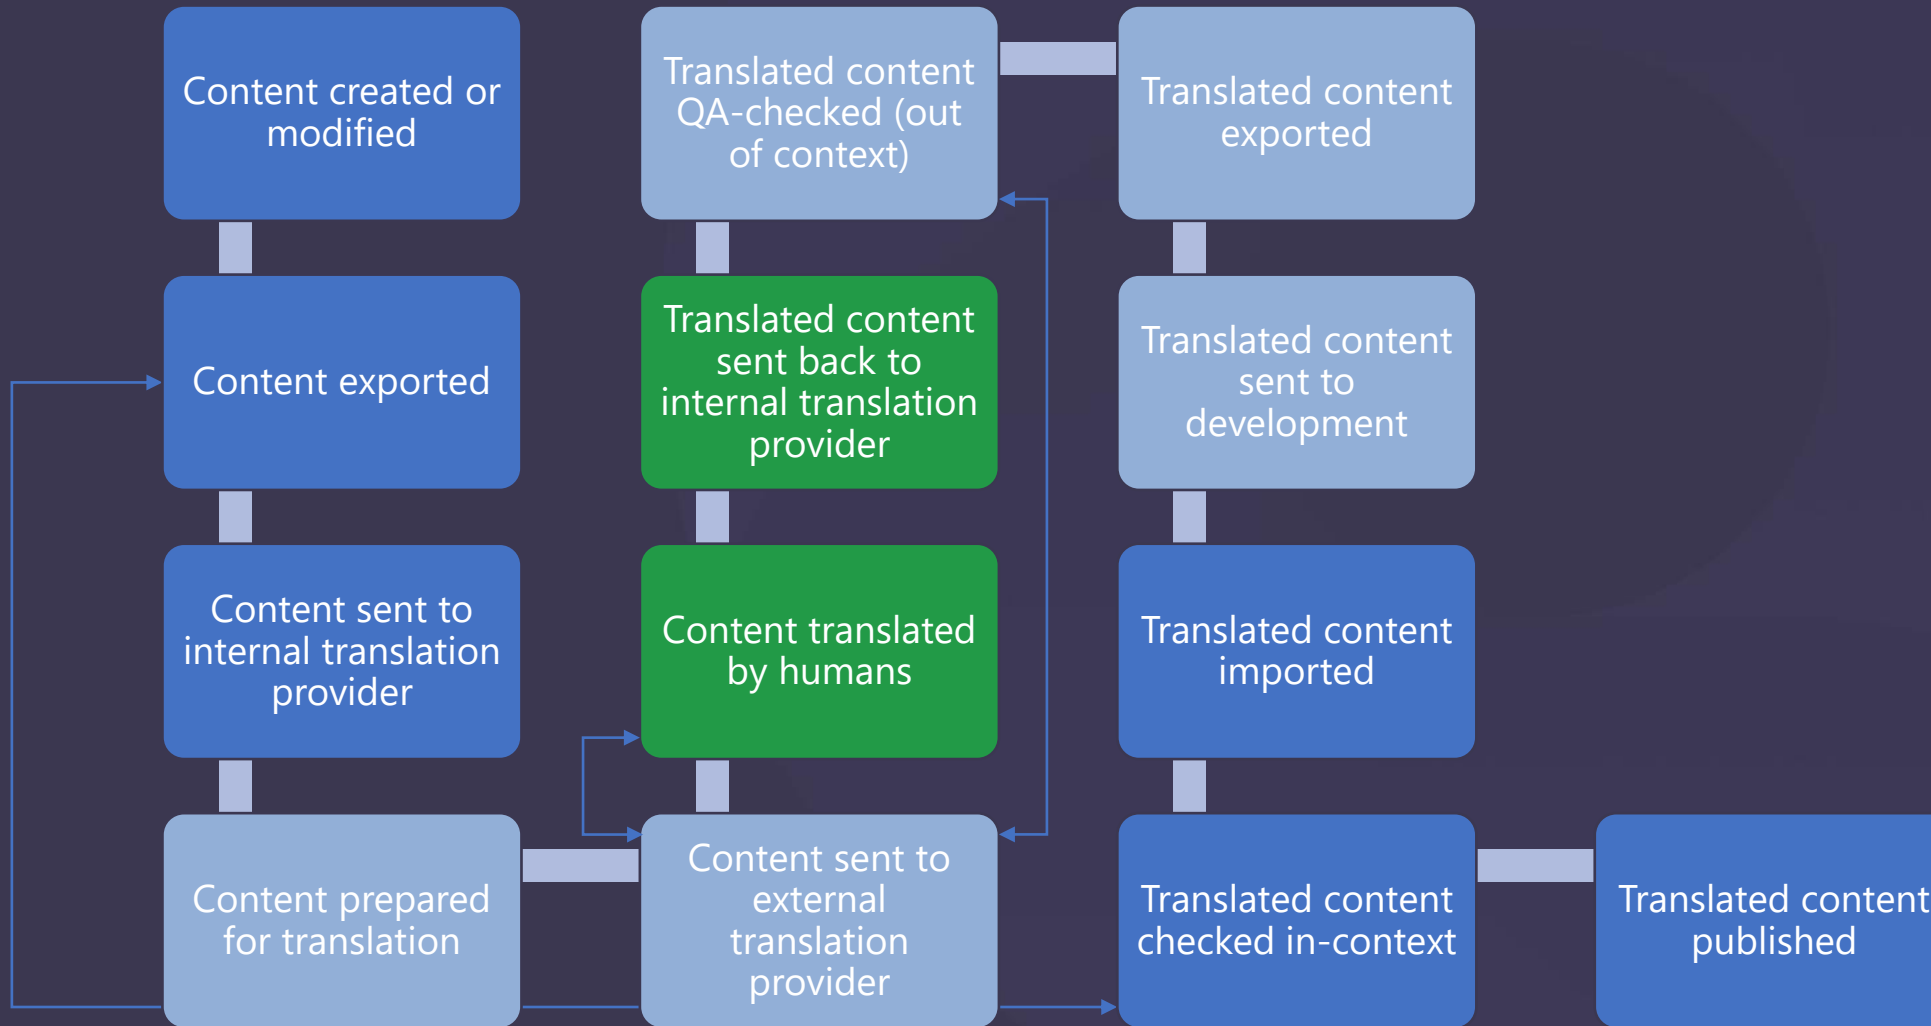 Content created or
modified
Content exported
Content sent to
internal translation
provider
Content prepared
for translation
Content sent to
external
translation
provider
Content translated
by humans
Translated content
sent back to
internal translation
provider
Translated content
QA-checked (out
of context)
Translated content
exported
Translated content
sent to
development
Translated content
imported
Translated content
checked in-context
Translated content
published